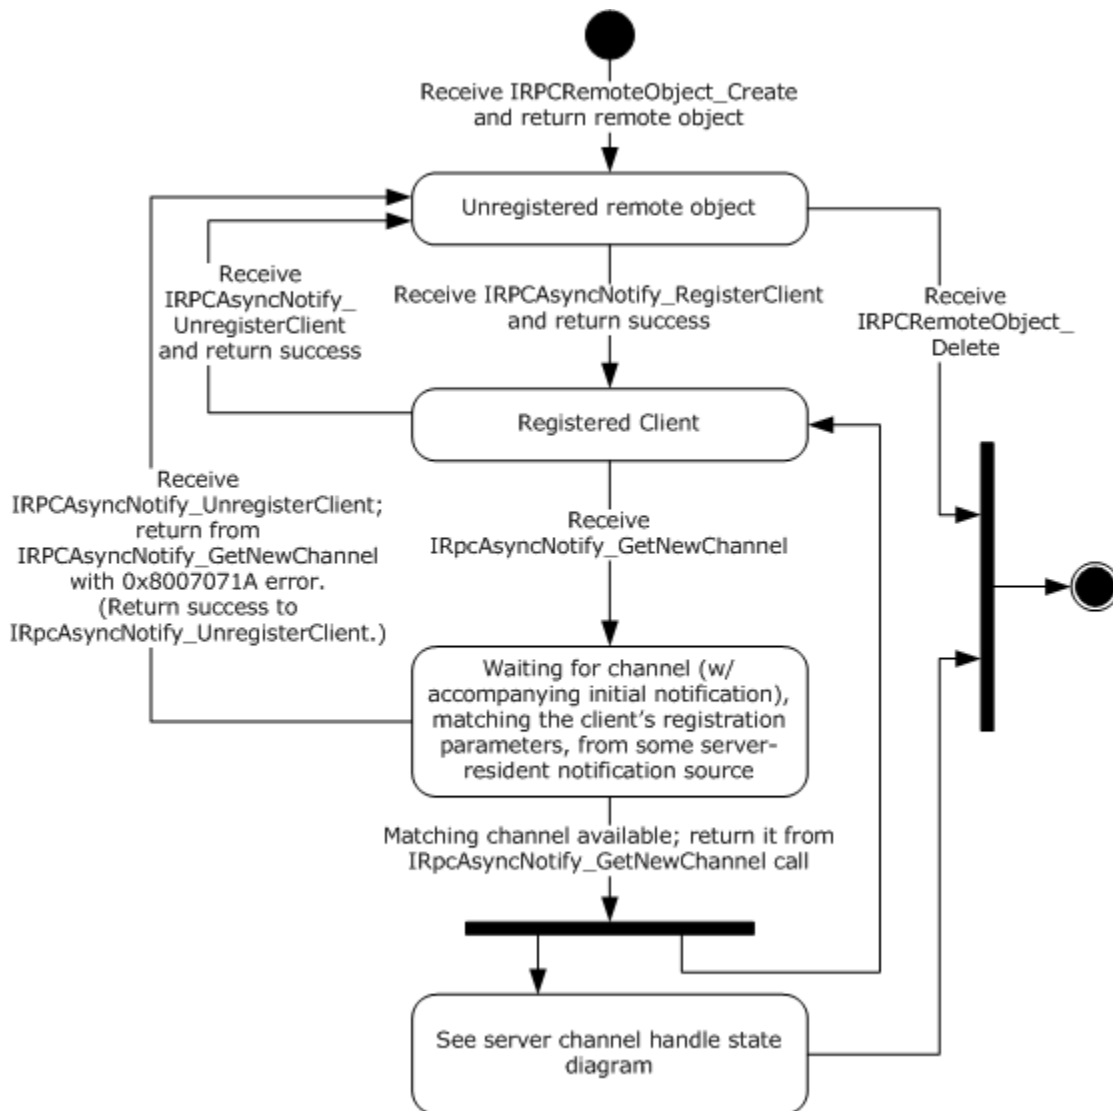 Receive IRPCRemoteObject_Create
and return remote object
Unregistered remote object
Receive
IRPCAsyncNotify_
UnregisterClient
and return success
Receive IRPCAsyncNotify_RegisterClient
and return success
Receive
IRPCRemoteObject_
Delete
Registered Client
Receive
IRPCAsyncNotify_UnregisterClient;
return from
IRPCAsyncNotify_GetNewChannel
with 0x8007071A error.
(Return success to
IRpcAsyncNotify_UnregisterClient.)
Receive
IRpcAsyncNotify_GetNewChannel
Waiting for channel (w/
accompanying initial notification),
matching the client's registration
parameters, from some server-
resident notification source
Matching channel available; return it from
IRpcAsyncNotify_GetNewChannel call
See server channel handle state
diagram